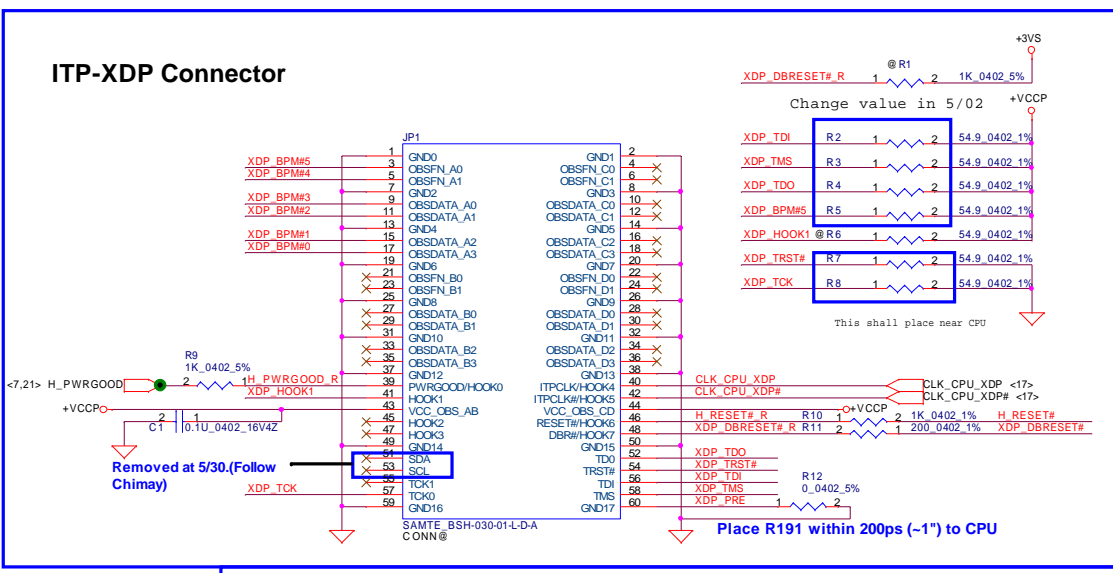 ITP-XDP Connector
+3VS
XDP_DBRESET#_R 1 @ R1 2 1K_0402_5%
Change value in 5/02 +VCCP
XDP_TDI R2 1 2 54.9_0402_1%
XDP_TMS R3 1 2 54.9_0402_1%
XDP_TDO R4 1 2 54.9_0402_1%
XDP_BPM#5 R5 1 2 54.9_0402_1%
XDP_HOOK1 @ R6 1 2 54.9_0402_1%
XDP_TRST# R7 1 2 54.9_0402_1%
XDP_TCK R8 1 2 54.9_0402_1%
This shall place near CPU
JP1
1 GND0 GND1 2
XDP_BPM#5 3 OBSFN_A0 OBSFN_C0 4
XDP_BPM#4 5 OBSFN_A1 OBSFN_C1 6
7 GND2 GND3 8
XDP_BPM#3 9 OBSDATA_A0 OBSDATA_C0 10
XDP_BPM#2 11 OBSDATA_A1 OBSDATA_C1 12
13 GND4 GND5 14
XDP_BPM#1 15 OBSDATA_A2 OBSDATA_C2 16
XDP_BPM#0 17 OBSDATA_A3 OBSDATA_C3 18
19 GND6 GND7 20
21 OBSFN_B0 OBSFN_D0 22
23 OBSFN_B1 OBSFN_D1 24
25 GND8 GND9 26
27 OBSDATA_B0 OBSDATA_D0 28
29 OBSDATA_B1 OBSDATA_D1 30
31 GND10 GND11 32
33 OBSDATA_B2 OBSDATA_D2 34
35 OBSDATA_B3 OBSDATA_D3 36
37 GND12 GND13 38
R9
1K_0402_5%
<7,21> H_PWRGOOD 2 1 H_PWRGOOD_R 39 PWRGOOD/HOOK0 ITPCLK/HOOK4 40 CLK_CPU_XDP CLK_CPU_XDP <17>
XDP_HOOK1 41 HOOK1 ITPCLK#/HOOK5 42 CLK_CPU_XDP# CLK_CPU_XDP# <17>
+VCCP 43 VCC_OBS_AB VCC_OBS_CD 44 +VCCP
2 1 C1 0.1U_0402_16V4Z
45 HOOK2 RESET#/HOOK6 46 H_RESET#_R R10 1 2 1K_0402_1% H_RESET#
47 HOOK3 DBR#/HOOK7 48 XDP_DBRESET#_R R11 2 1 200_0402_1% XDP_DBRESET#
49 GND14 GND15 50
51 SDA TD0 52 XDP_TDO
53 SCL TRST# 54 XDP_TRST#
55 TCK1 TDI 56 XDP_TDI
XDP_TCK 57 TCK0 TMS 58 XDP_TMS
59 GND16 GND17 60 XDP_PRE 1 2
R12
0_0402_5%
Removed at 5/30.(Follow
Chimay)
SAMTE_BSH-030-01-L-D-A
CONN@
Place R191 within 200ps (~1") to CPU